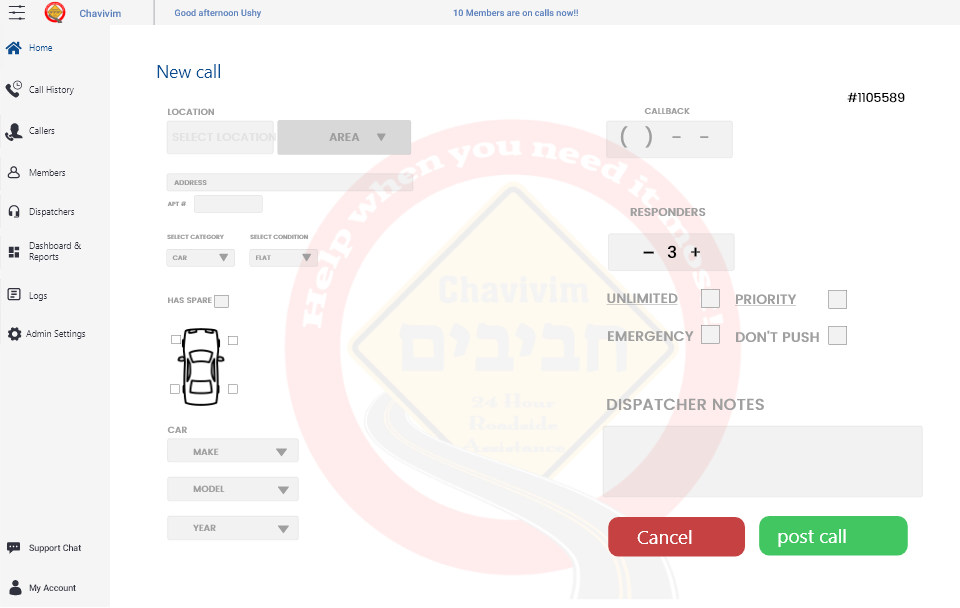 Chavivim
Good afternoon Ushy
10 Members are on calls now!!
Home
Call History
Callers
Members
Dispatchers
Dashboard &
Reports
Logs
Admin Settings
Support Chat
My Account
New call
#1105589
LOCATION
SELECT LOCATION
AREA
ADDRESS
APT #
SELECT CATEGORY
SELECT CONDITION
CAR
FLAT
HAS SPARE
CAR
MAKE
MODEL
YEAR
CALLBACK
( ) - -
RESPONDERS
- 3 +
UNLIMITED
PRIORITY
EMERGENCY
DON'T PUSH
DISPATCHER NOTES
Cancel
post call
Help when you need it most!
Chavivim
חביבים
24 Hour
Roadside
Assistance